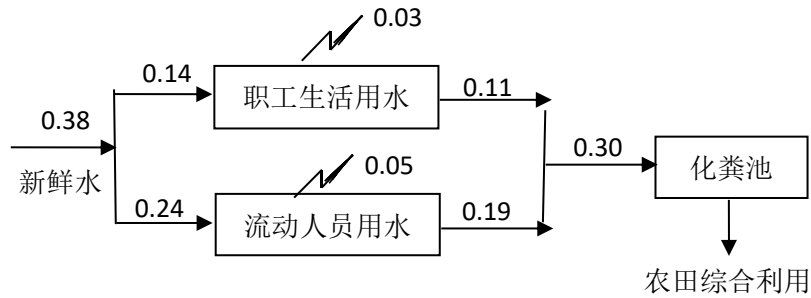 0.03
0.14
职工生活用水
0.11
0.38
新鲜水
0.30
化粪池
0.05
0.24
流动人员用水
0.19
农田综合利用